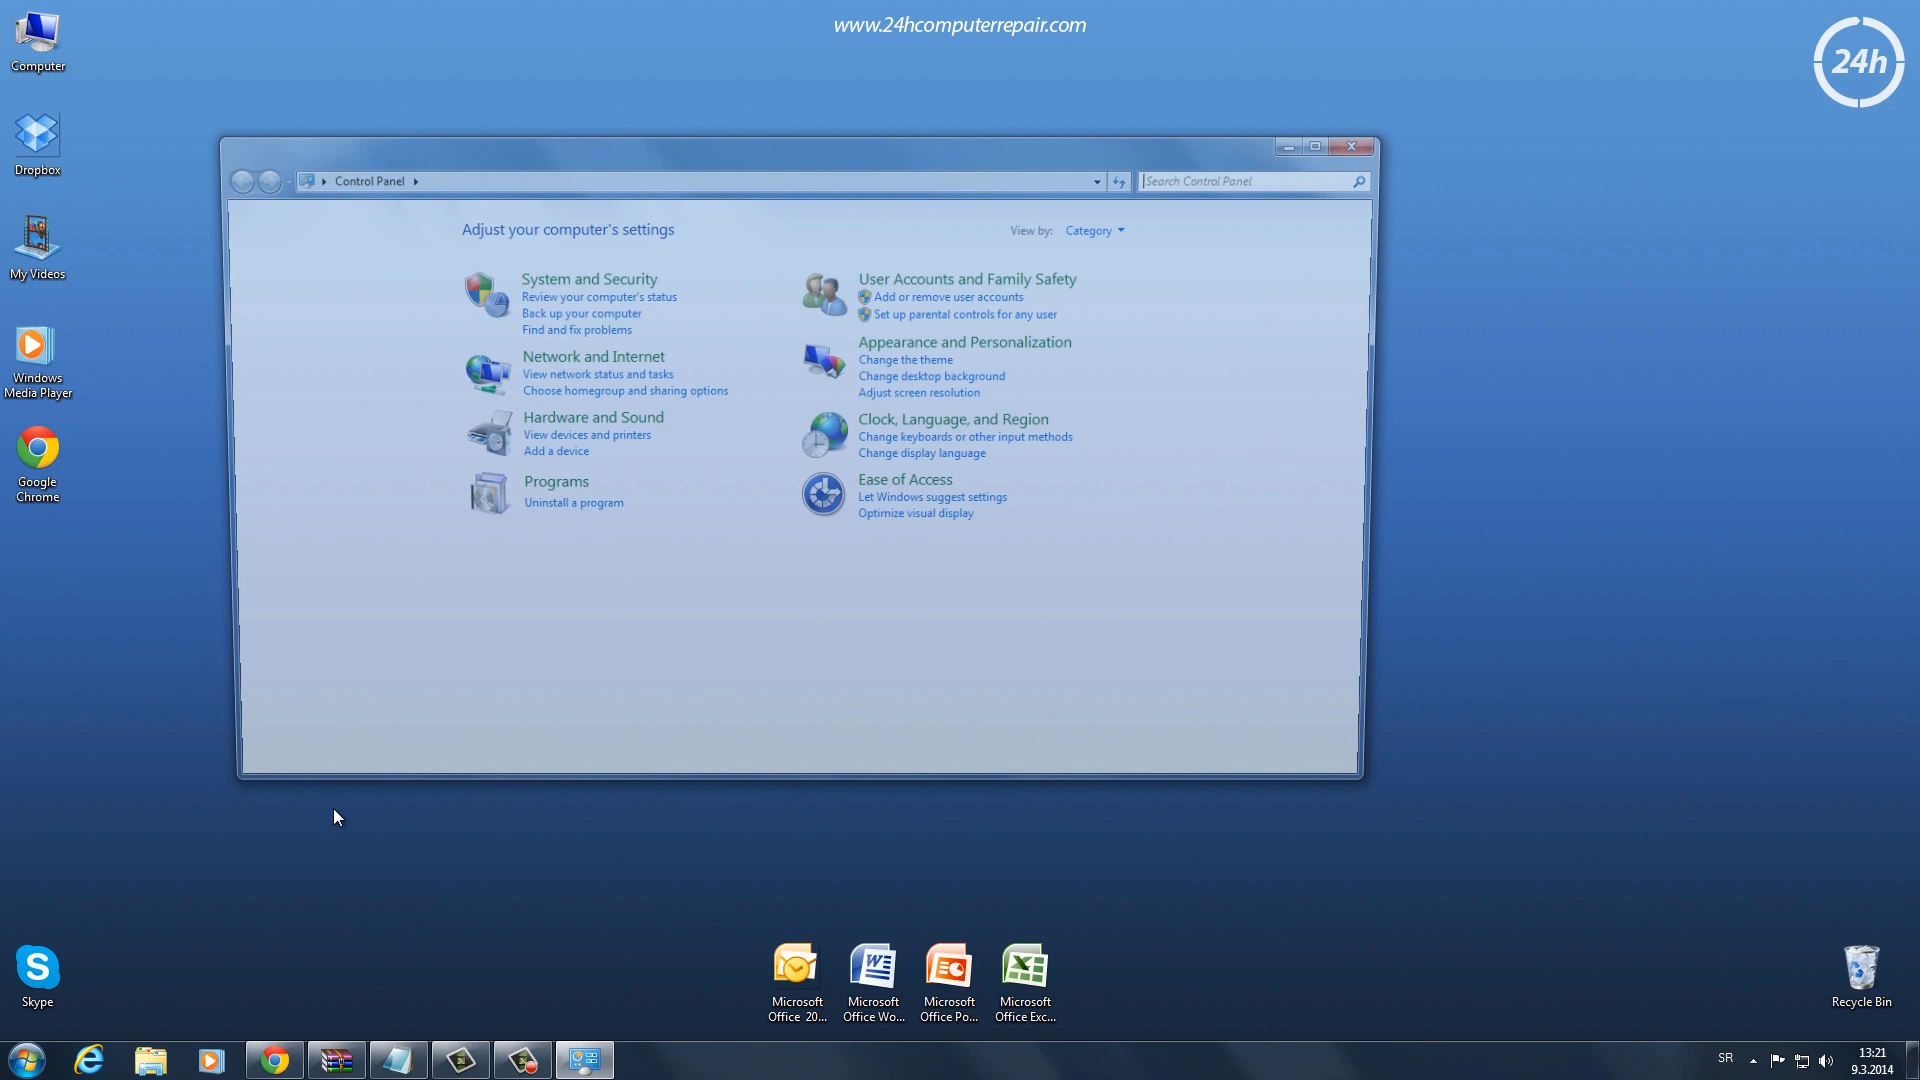 www.24hcomputerrepair.com
24h
Computer
Dropbox
My Videos
Windows
Media Player
Google
Chrome
Control Panel
Search Control Panel
Adjust your computer's settings
View by: Category
System and Security
Review your computer's status
Back up your computer
Find and fix problems
Network and Internet
View network status and tasks
Choose homegroup and sharing options
Hardware and Sound
View devices and printers
Add a device
Programs
Uninstall a program
User Accounts and Family Safety
Add or remove user accounts
Set up parental controls for any user
Appearance and Personalization
Change the theme
Change desktop background
Adjust screen resolution
Clock, Language, and Region
Change keyboards or other input methods
Change display language
Ease of Access
Let Windows suggest settings
Optimize visual display
Skype
Microsoft
Office 20...
Microsoft
Office Wo...
Microsoft
Office Po...
Microsoft
Office Exc...
Recycle Bin
SR
13:21
9.3.2014